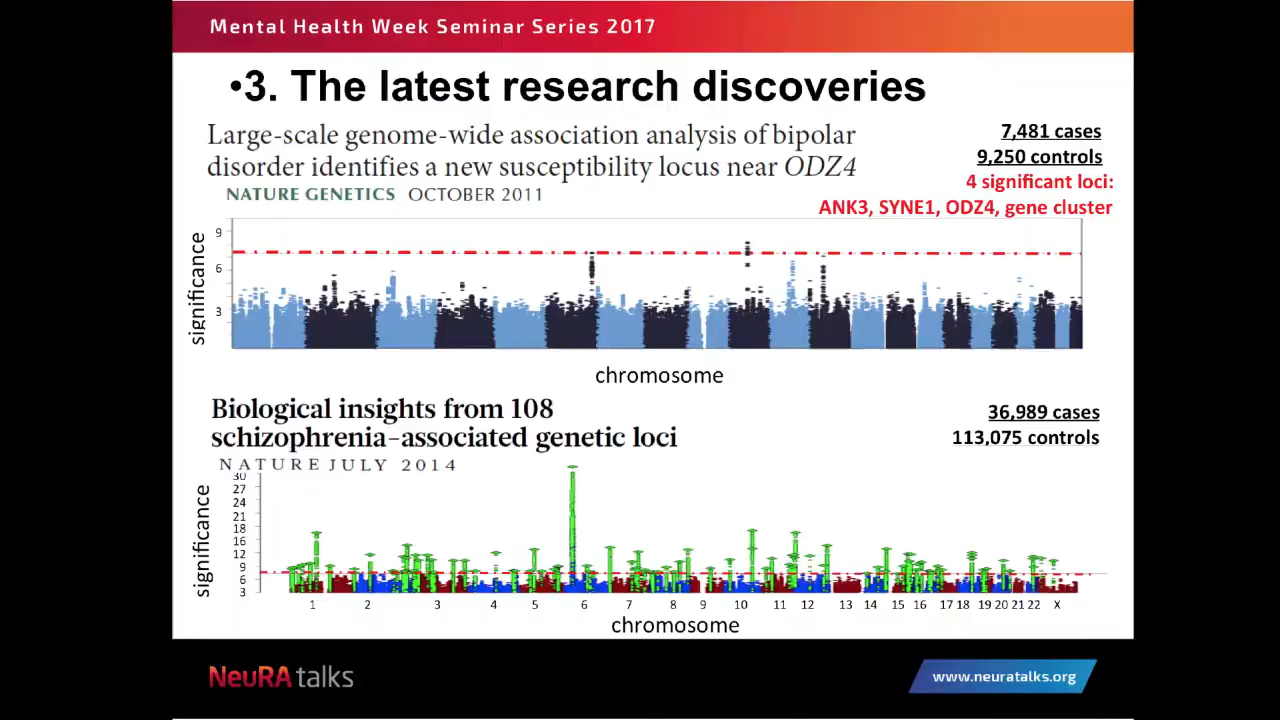 Mental Health Week Seminar Series 2017
•3. The latest research discoveries
Large-scale genome-wide association analysis of bipolar
disorder identifies a new susceptibility locus near ODZ4
NATURE GENETICS OCTOBER 2011
7,481 cases
9,250 controls
4 significant loci:
ANK3, SYNE1, ODZ4, gene cluster
significance
9
6
3
chromosome
Biological insights from 108
schizophrenia-associated genetic loci
NATURE JULY 2014
36,989 cases
113,075 controls
significance
30
27
24
21
18
16
12
9
6
3
1 2 3 4 5 6 7 8 9 10 11 12 13 14 15 16 17 18 19 20 21 22 X
chromosome
NeuRA talks
www.neuratalks.org